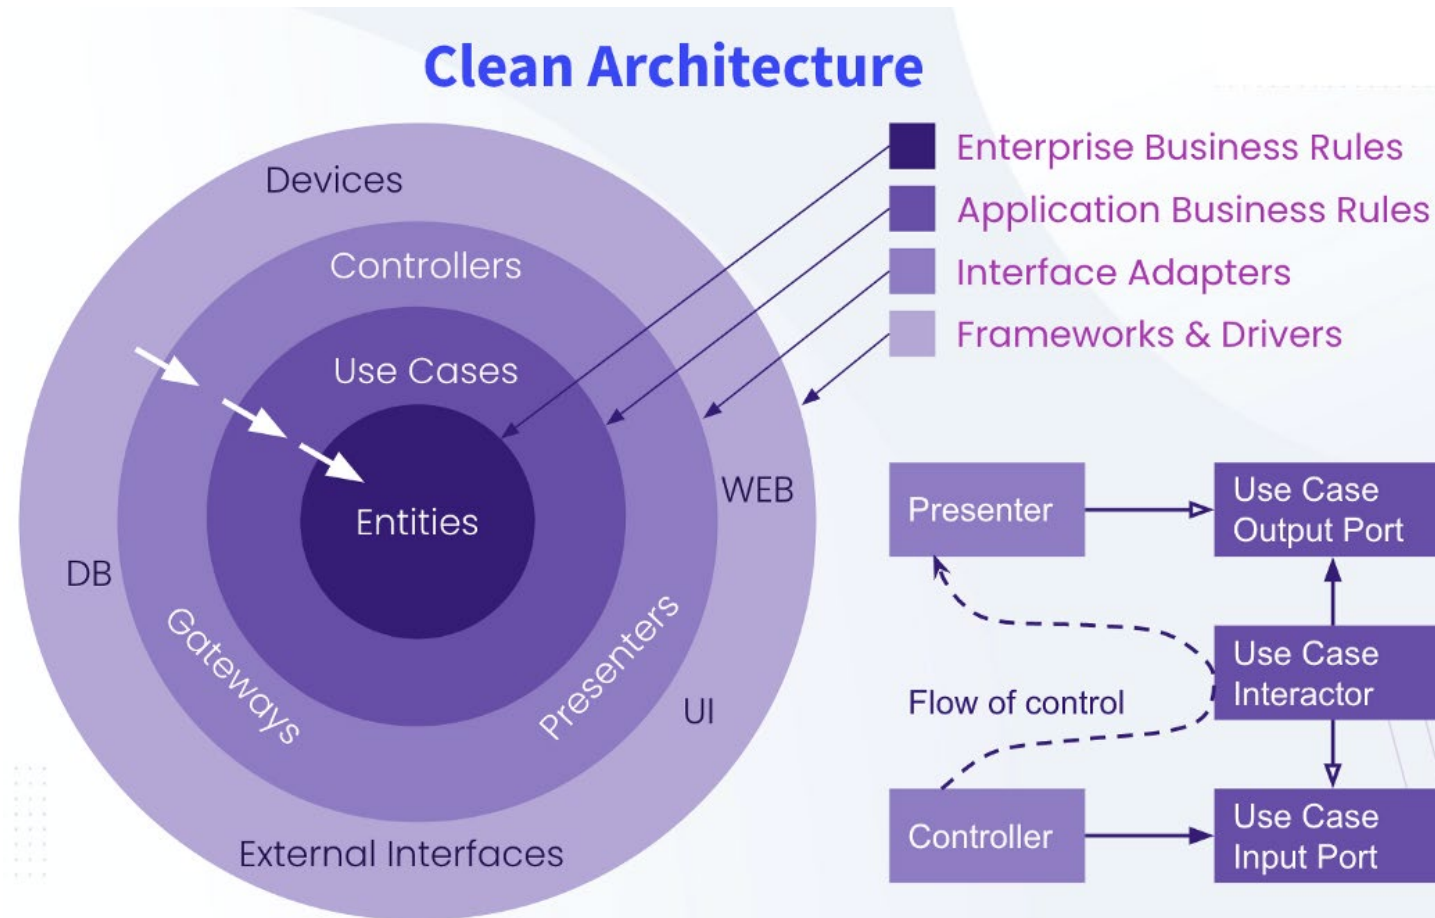 Clean Architecture
Devices
Controllers
Use Cases
Entities
WEB
DB
Gateways
Presenters
UI
External Interfaces
Enterprise Business Rules
Application Business Rules
Interface Adapters
Frameworks & Drivers
Presenter
Use Case
Output Port
Flow of control
Use Case
Interactor
Controller
Use Case
Input Port